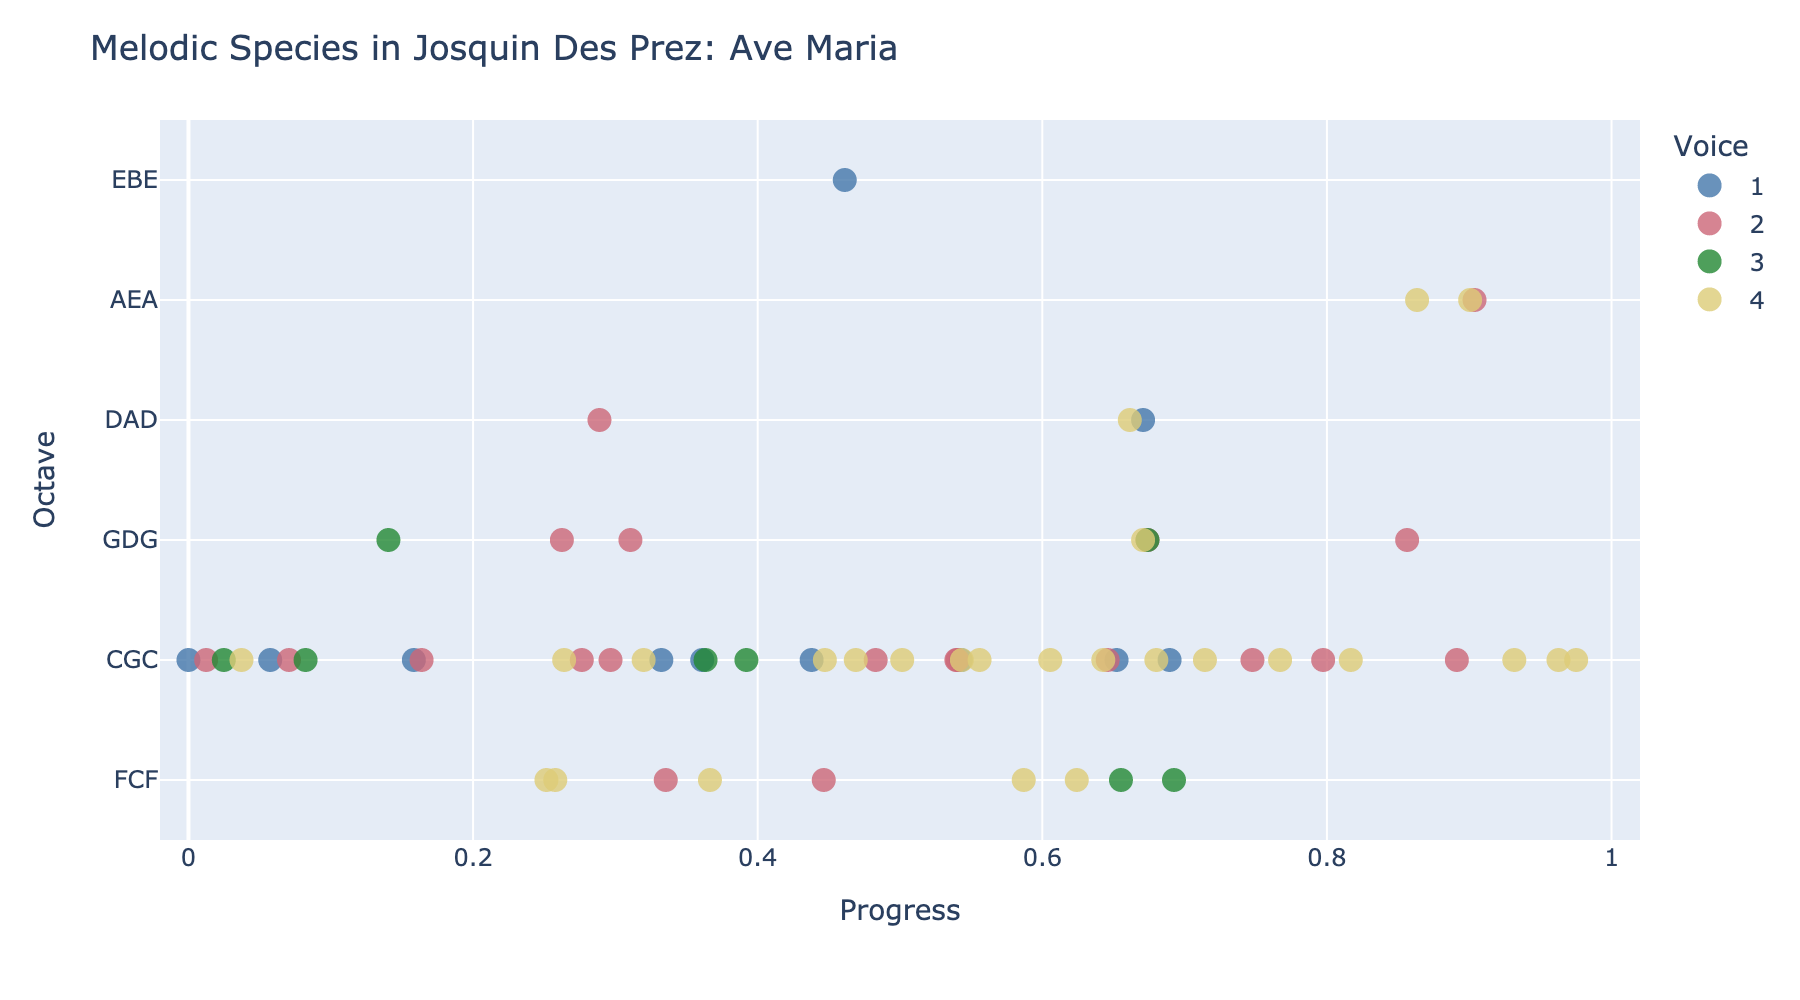 Melodic Species in Josquin Des Prez: Ave Maria
Voice
1
2
3
4
Octave
EBE
AEA
DAD
GDG
CGC
FCF
0 0.2 0.4 0.6 0.8 1
Progress